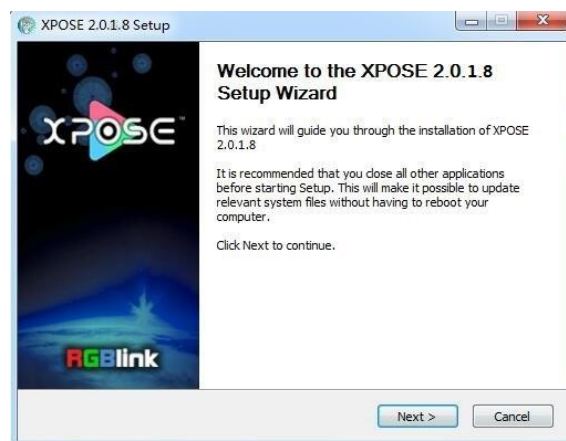 XPOSE 2.0.1.8 Setup
XPOSE™
RGBlink
Welcome to the XPOSE 2.0.1.8
Setup Wizard
This wizard will guide you through the installation of XPOSE
2.0.1.8
It is recommended that you close all other applications
before starting Setup. This will make it possible to update
relevant system files without having to reboot your
computer.
Click Next to continue.
Next >
Cancel